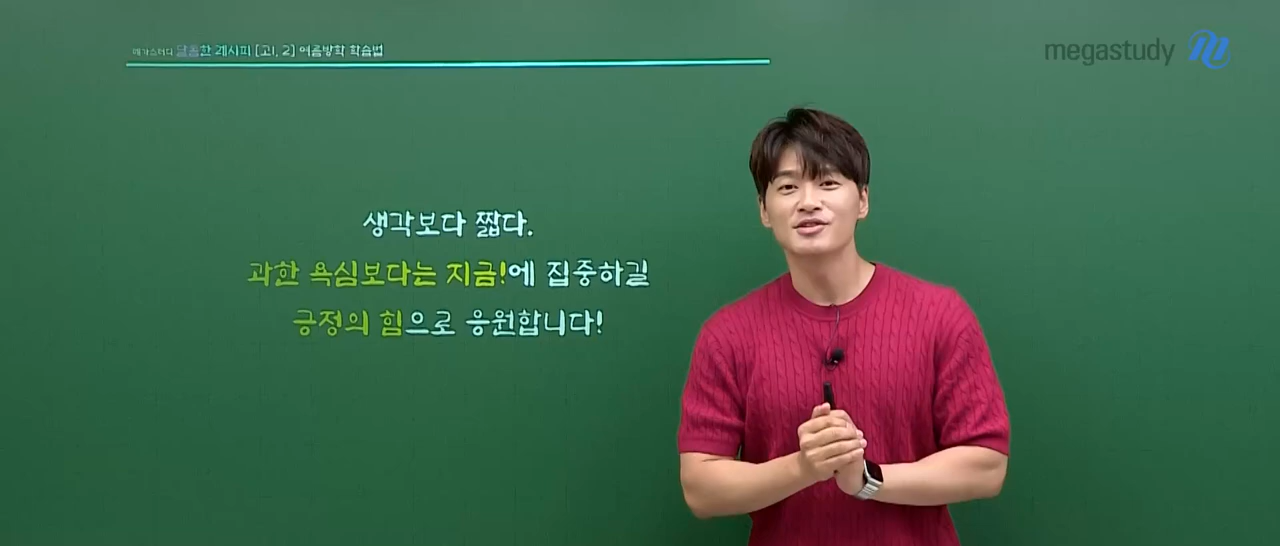 메가스터디 달콤한 레시피 [고1, 2] 여름방학 학습법
megastudy
생각보다 짧다.
과한 욕심보다는 지금!에 집중하길
긍정의 힘으로 응원합니다!